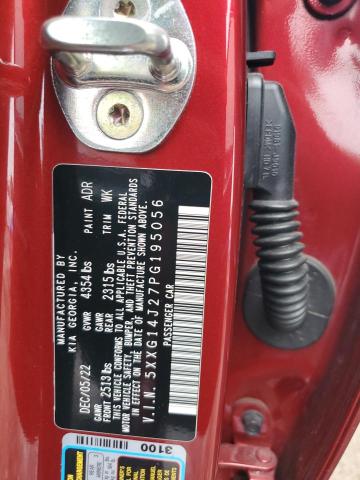 MANUFACTURED BY
KIA GEORGIA, INC.
DEC/05/22 GVWR 4354 lbs PAINT ADR
GAWR FRONT 2513 lbs GAWR REAR 2315 lbs TRIM WK
THIS VEHICLE CONFORMS TO ALL APPLICABLE U.S.A. FEDERAL
MOTOR VEHICLE SAFETY, BUMPER, AND THEFT PREVENTION STANDARDS
IN EFFECT ON THE DATE OF MANUFACTURE SHOWN ABOVE.
V.I.N. 5XXG14J27PG195056
PASSENGER CAR
3100
REAR